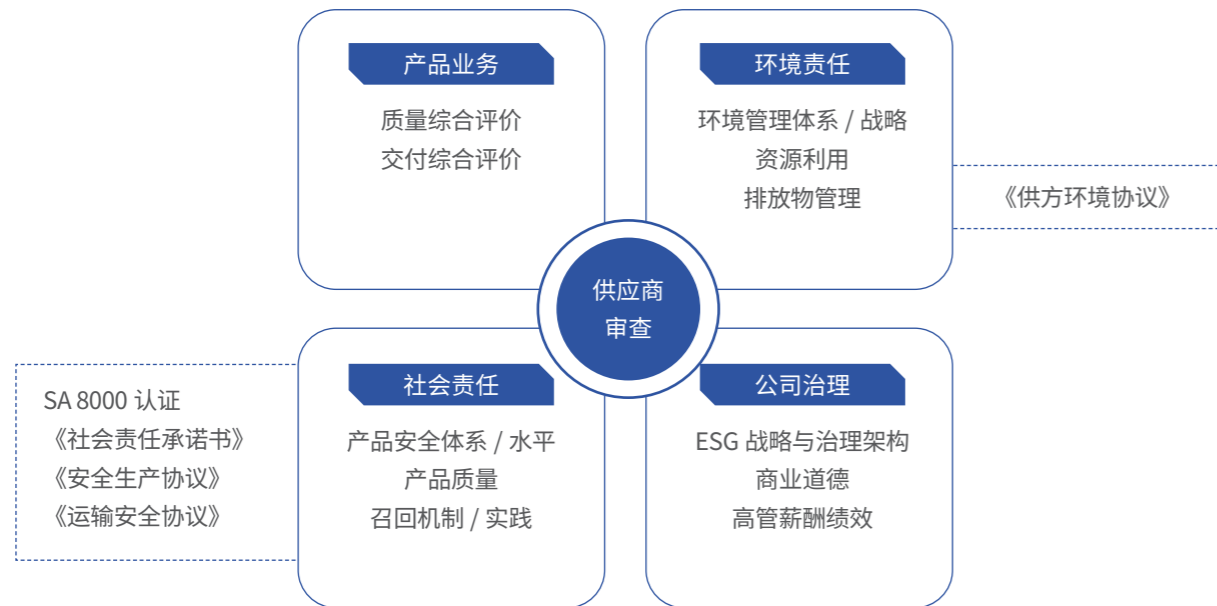 产品业务
质量综合评价
交付综合评价
环境责任
环境管理体系 / 战略
资源利用
排放物管理
《供方环境协议》
供应商
审查
SA 8000 认证
《社会责任承诺书》
《安全生产协议》
《运输安全协议》
社会责任
产品安全体系 / 水平
产品质量
召回机制 / 实践
公司治理
ESG 战略与治理架构
商业道德
高管薪酬绩效